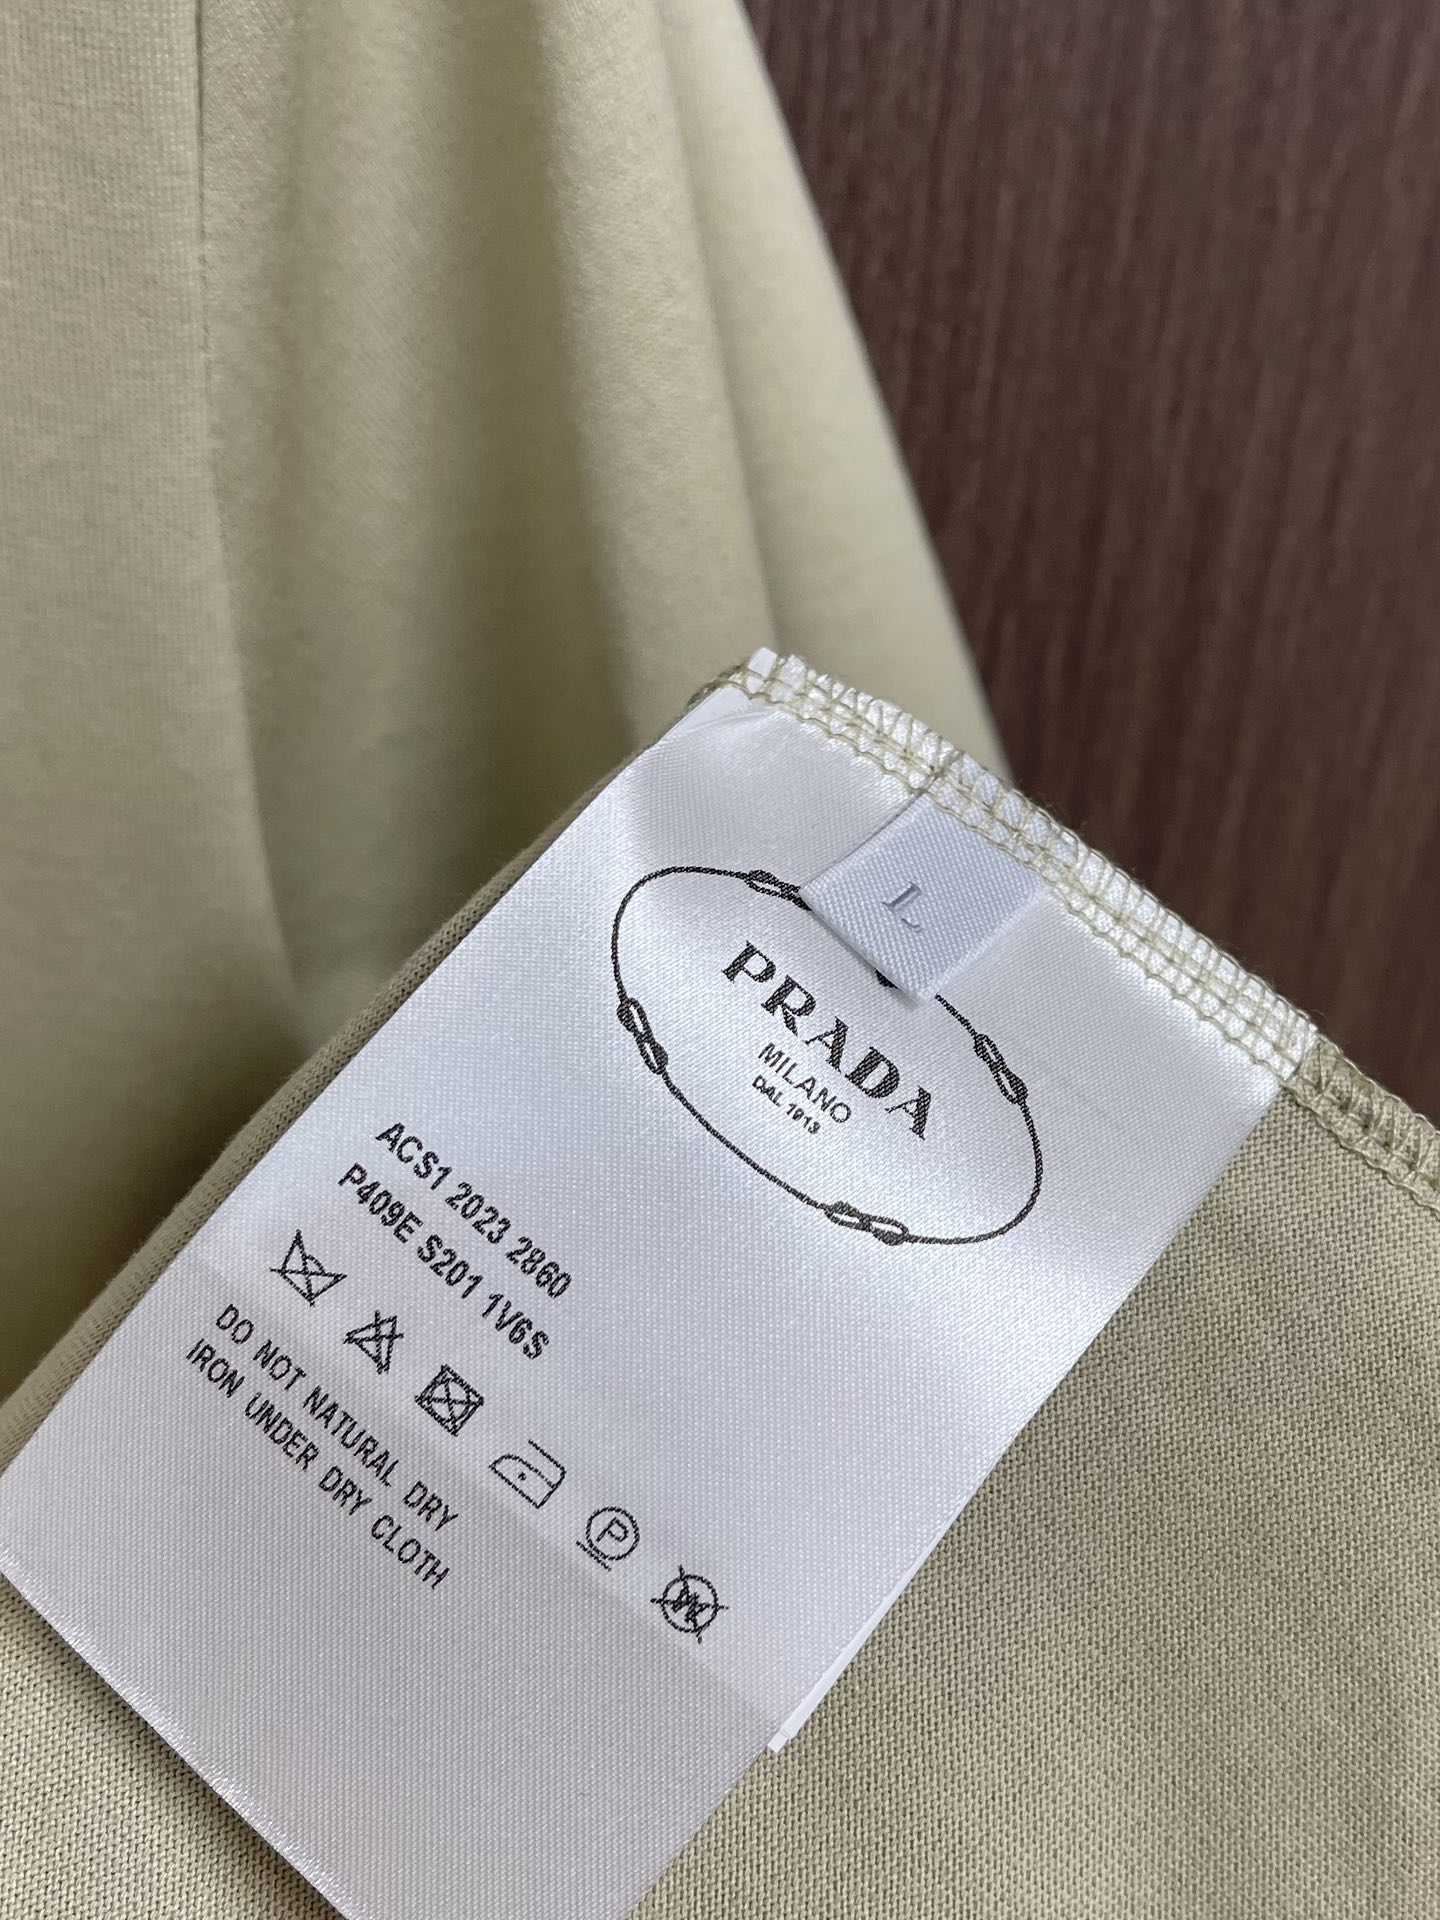 L
PRADA
MILANO
DAL 1913
ACS1 2023 2860
P409E S201 1V6S
DO NOT NATURAL DRY
IRON UNDER DRY CLOTH
P